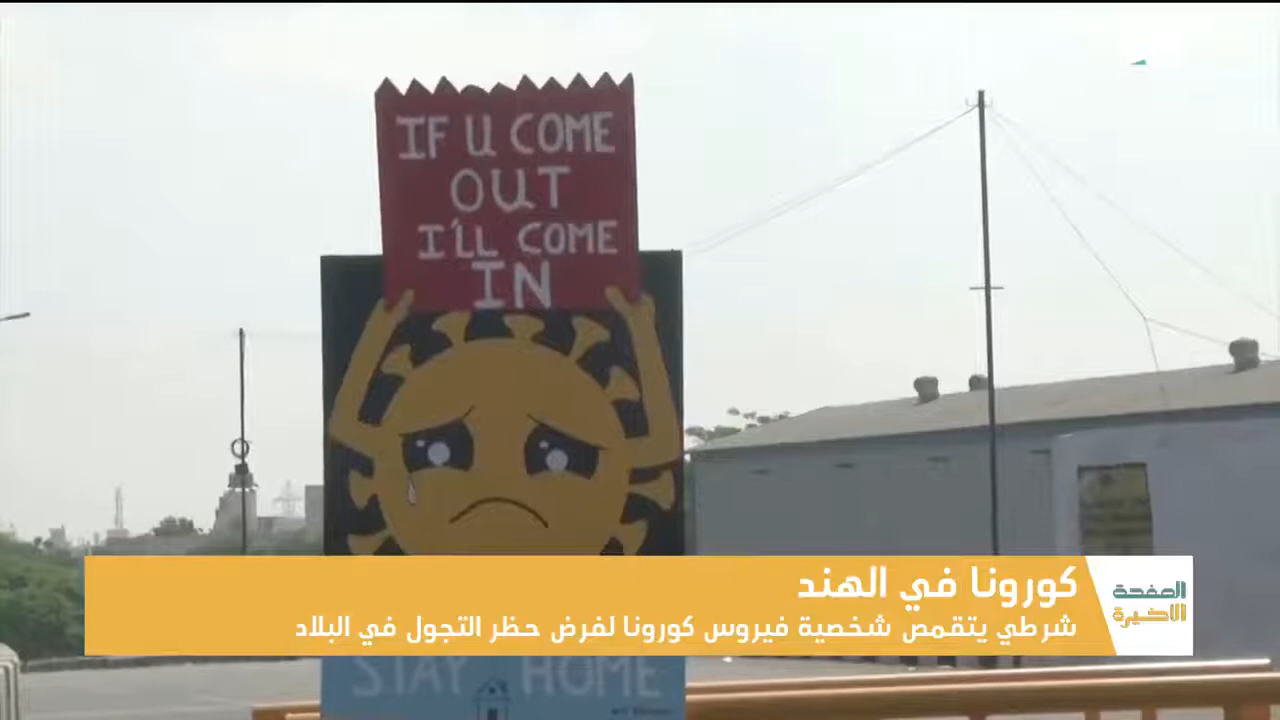 IF U COME
OUT
I'LL COME
IN
كورونا في الهند
شرطي يتقمص شخصية فيروس كورونا لفرض حظر التجول في البلاد
الصفحة
الأخيرة
STAY HOME